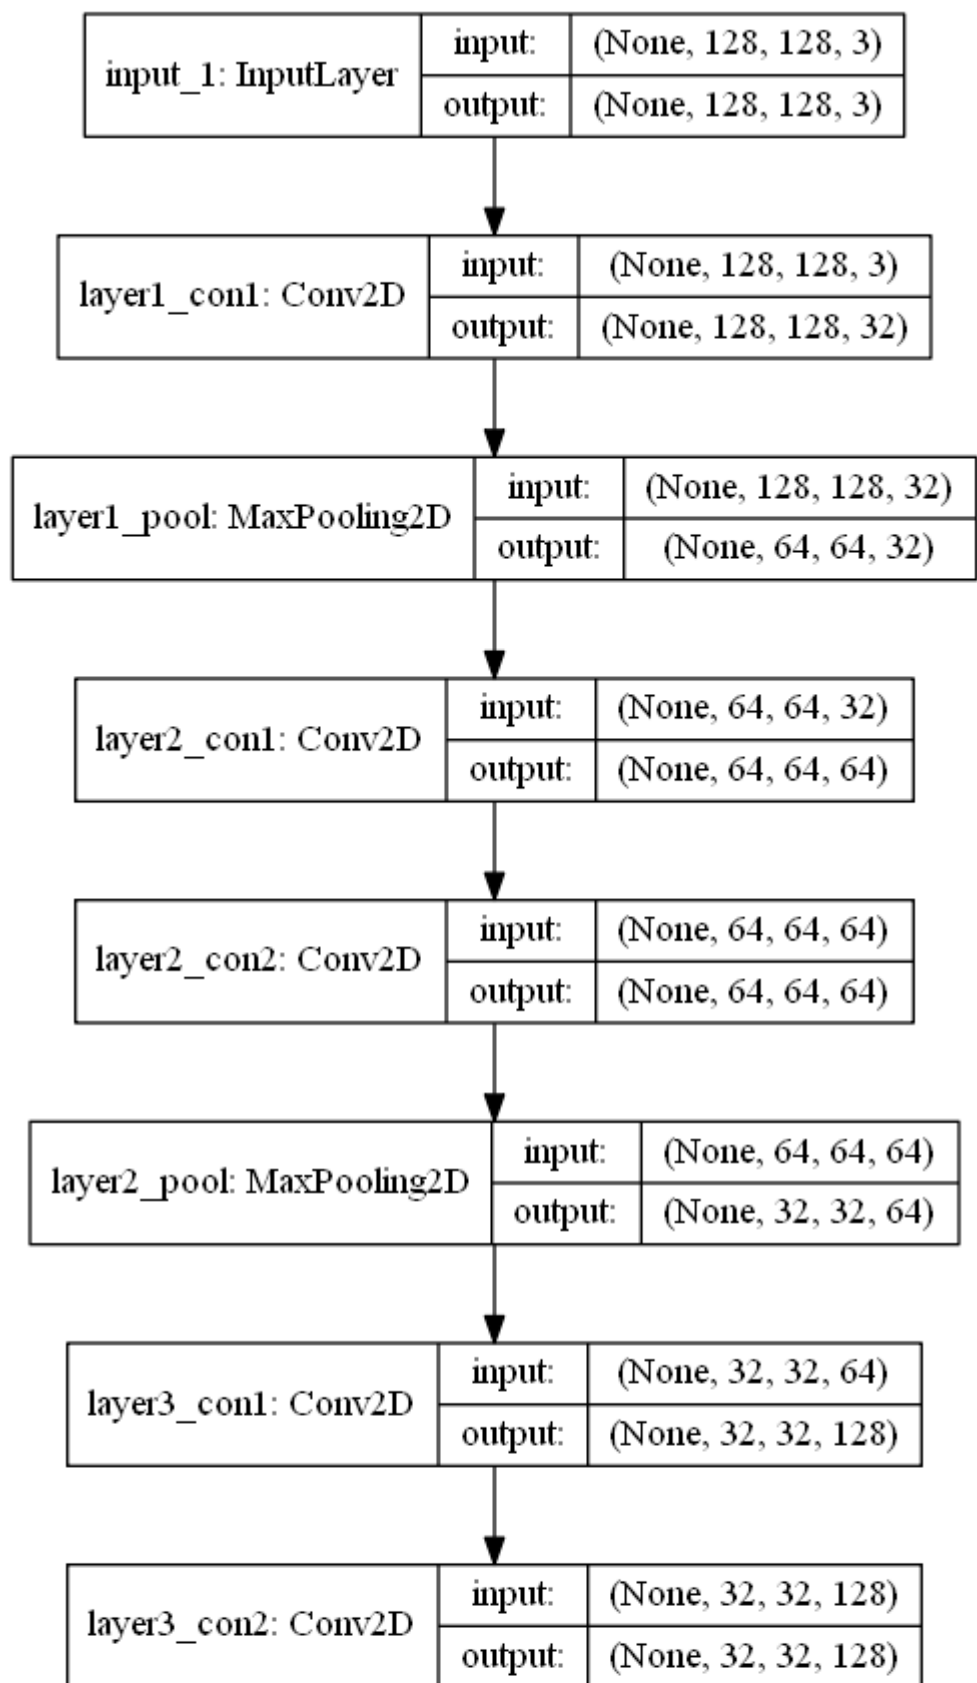 input_1: InputLayer
input: (None, 128, 128, 3)
output: (None, 128, 128, 3)
layer1_con1: Conv2D
input: (None, 128, 128, 3)
output: (None, 128, 128, 32)
layer1_pool: MaxPooling2D
input: (None, 128, 128, 32)
output: (None, 64, 64, 32)
layer2_con1: Conv2D
input: (None, 64, 64, 32)
output: (None, 64, 64, 64)
layer2_con2: Conv2D
input: (None, 64, 64, 64)
output: (None, 64, 64, 64)
layer2_pool: MaxPooling2D
input: (None, 64, 64, 64)
output: (None, 32, 32, 64)
layer3_con1: Conv2D
input: (None, 32, 32, 64)
output: (None, 32, 32, 128)
layer3_con2: Conv2D
input: (None, 32, 32, 128)
output: (None, 32, 32, 128)